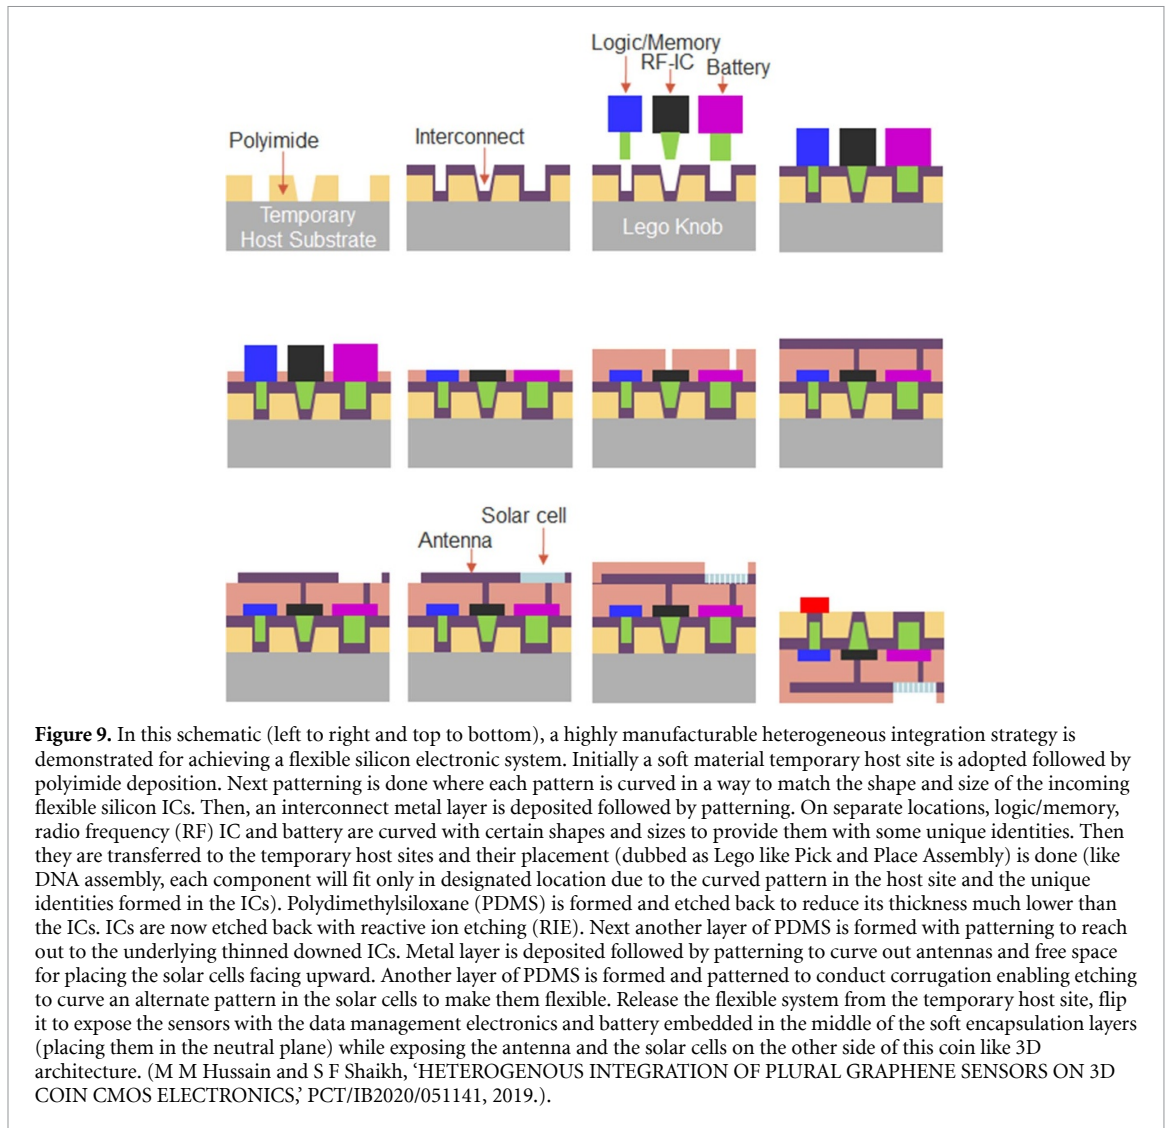 Logic/Memory
RF-IC
Battery
Polyimide
Interconnect
Temporary
Host Substrate
Lego Knob
Solar cell
Antenna
Figure 9. In this schematic (left to right and top to bottom), a highly manufacturable heterogeneous integration strategy is
demonstrated for achieving a flexible silicon electronic system. Initially a soft material temporary host site is adopted followed by
polyimide deposition. Next patterning is done where each pattern is curved in a way to match the shape and size of the incoming
flexible silicon ICs. Then, an interconnect metal layer is deposited followed by patterning. On separate locations, logic/memory,
radio frequency (RF) IC and battery are curved with certain shapes and sizes to provide them with some unique identities. Then
they are transferred to the temporary host sites and their placement (dubbed as Lego like Pick and Place Assembly) is done (like
DNA assembly, each component will fit only in designated location due to the curved pattern in the host site and the unique
identities formed in the ICs). Polydimethylsiloxane (PDMS) is formed and etched back to reduce its thickness much lower than
the ICs. ICs are now etched back with reactive ion etching (RIE). Next another layer of PDMS is formed with patterning to reach
out to the underlying thinned downed ICs. Metal layer is deposited followed by patterning to curve out antennas and free space
for placing the solar cells facing upward. Another layer of PDMS is formed and patterned to conduct corrugation enabling etching
to curve an alternate pattern in the solar cells to make them flexible. Release the flexible system from the temporary host site, flip
it to expose the sensors with the data management electronics and battery embedded in the middle of the soft encapsulation layers
(placing them in the neutral plane) while exposing the antenna and the solar cells on the other side of this coin like 3D
architecture. (M M Hussain and S F Shaikh, ‘HETEROGENOUS INTEGRATION OF PLURAL GRAPHENE SENSORS ON 3D
COIN CMOS ELECTRONICS,’ PCT/IB2020/051141, 2019.).